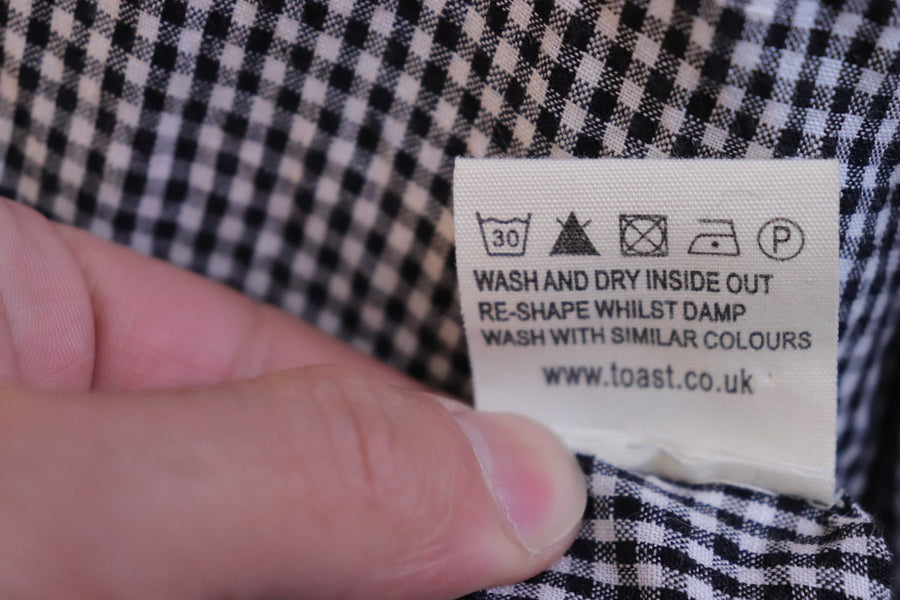 30 P
WASH AND DRY INSIDE OUT
RE-SHAPE WHILST DAMP
WASH WITH SIMILAR COLOURS
www.toast.co.uk